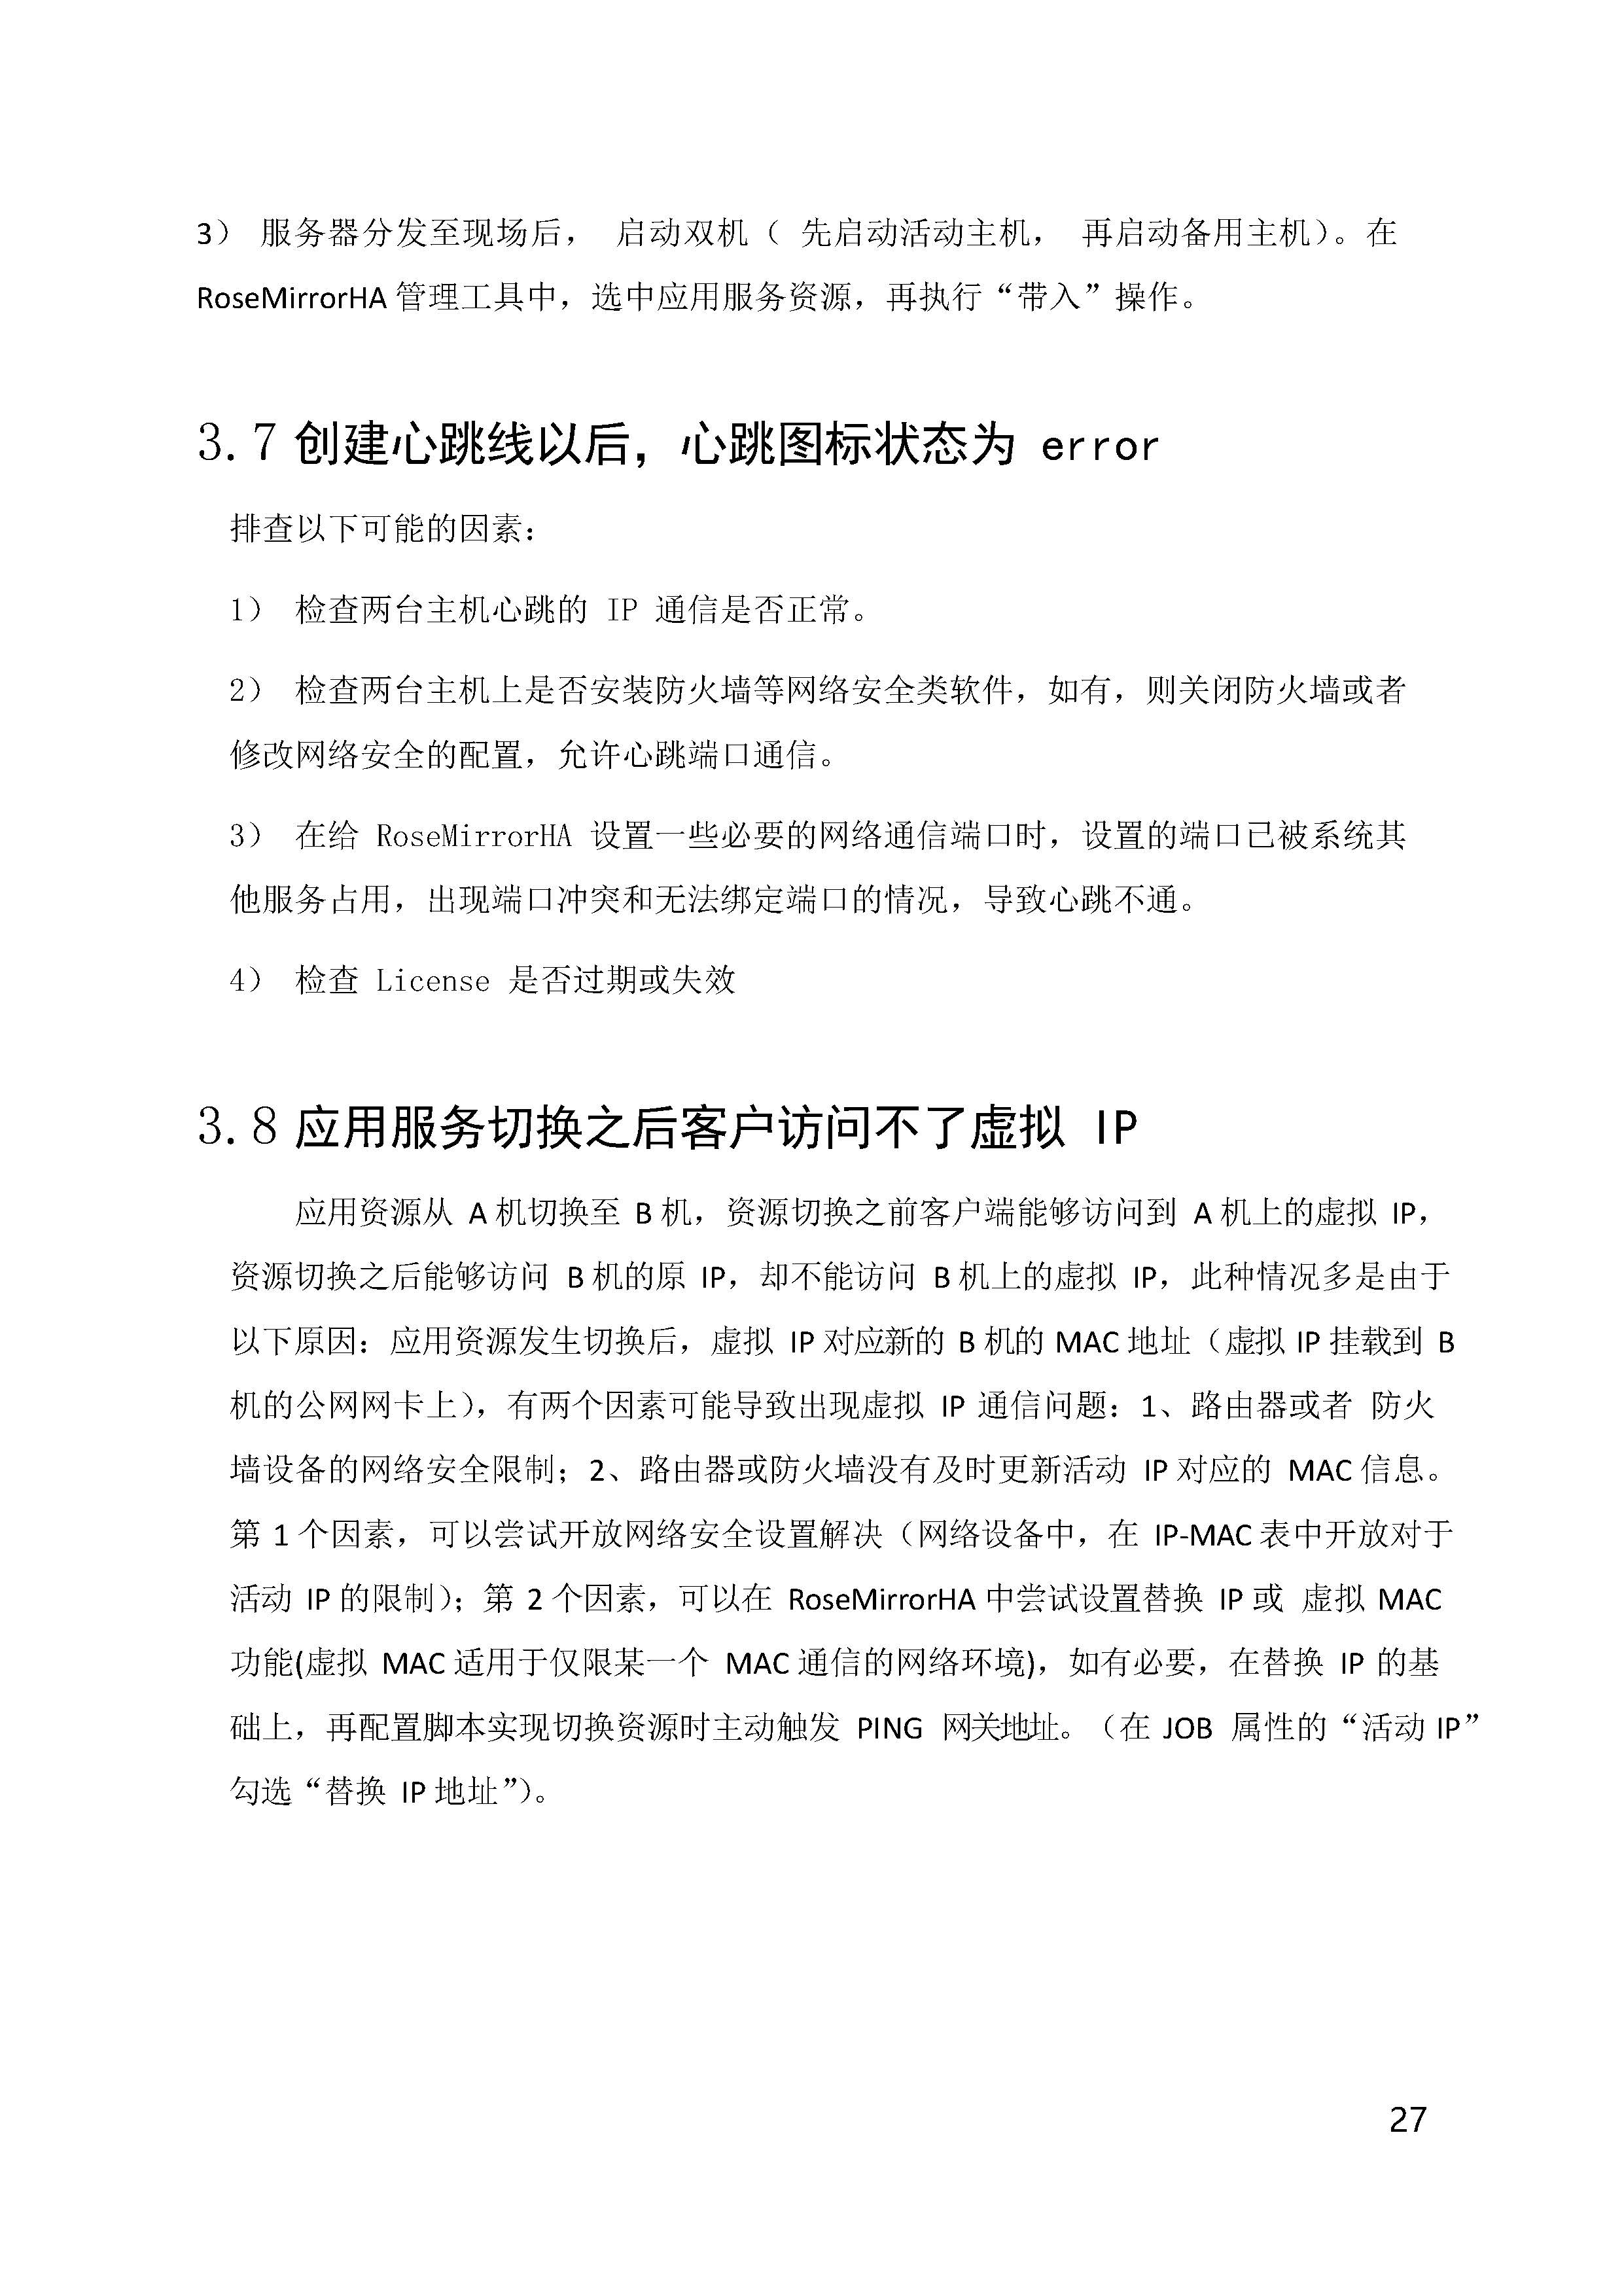 3） 服务器分发至现场后， 启动双机（ 先启动活动主机， 再启动备用主机）。在
RoseMirrorHA 管理工具中，选中应用服务资源，再执行“带入”操作。
3.7 创建心跳线以后，心跳图标状态为 error
排查以下可能的因素：
1） 检查两台主机心跳的 IP 通信是否正常。
2） 检查两台主机上是否安装防火墙等网络安全类软件，如有，则关闭防火墙或者
修改网络安全的配置，允许心跳端口通信。
3） 在给 RoseMirrorHA 设置一些必要的网络通信端口时，设置的端口已被系统其
他服务占用，出现端口冲突和无法绑定端口的情况，导致心跳不通。
4） 检查 License 是否过期或失效
3.8 应用服务切换之后客户访问不了虚拟 IP
应用资源从 A 机切换至 B 机，资源切换之前客户端能够访问到 A 机上的虚拟 IP，
资源切换之后能够访问 B 机的原 IP，却不能访问 B 机上的虚拟 IP，此种情况多是由于
以下原因：应用资源发生切换后，虚拟 IP 对应新的 B 机的 MAC 地址（虚拟 IP 挂载到 B
机的公网网卡上），有两个因素可能导致出现虚拟 IP 通信问题：1、路由器或者 防火
墙设备的网络安全限制；2、路由器或防火墙没有及时更新活动 IP 对应的 MAC 信息。
第 1 个因素，可以尝试开放网络安全设置解决（网络设备中，在 IP-MAC 表中开放对于
活动 IP 的限制）；第 2 个因素，可以在 RoseMirrorHA 中尝试设置替换 IP 或 虚拟 MAC
功能(虚拟 MAC 适用于仅限某一个 MAC 通信的网络环境)，如有必要，在替换 IP 的基
础上，再配置脚本实现切换资源时主动触发 PING 网关地址。（在 JOB 属性的“活动 IP”
勾选“替换 IP 地址”）。
27